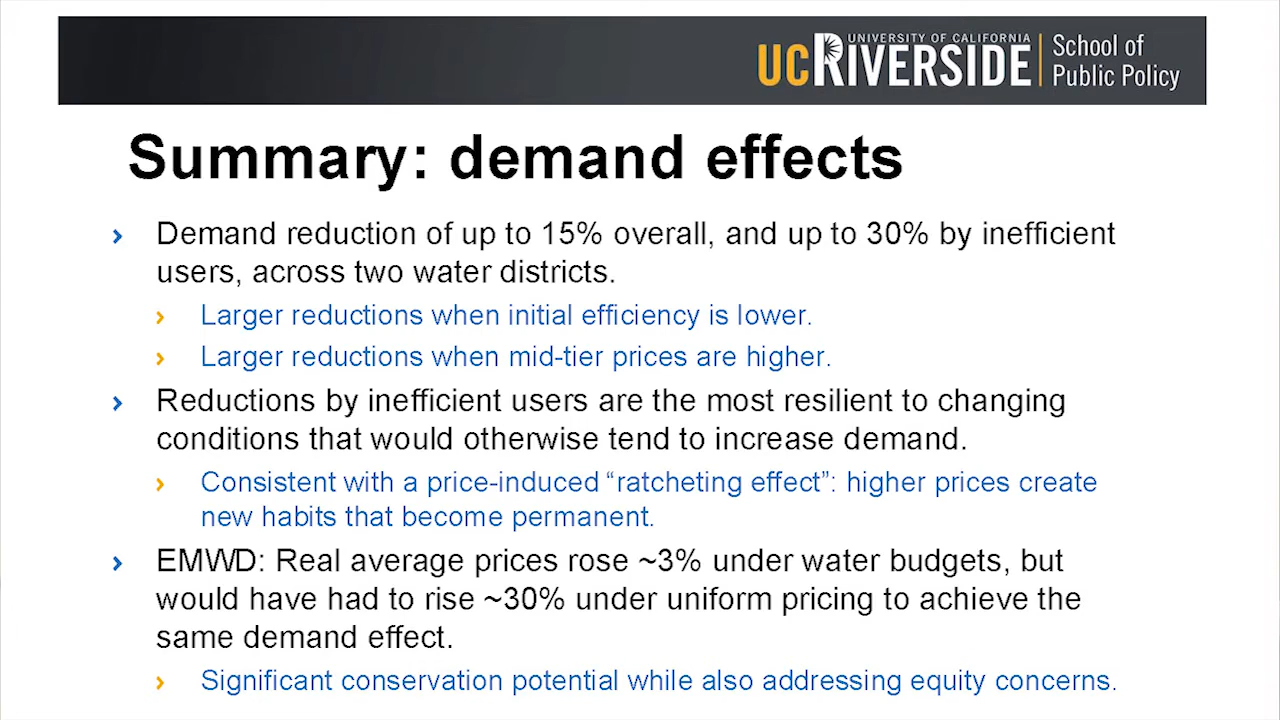 UNIVERSITY OF CALIFORNIA
UCRIVERSIDE
School of
Public Policy
Summary: demand effects
› Demand reduction of up to 15% overall, and up to 30% by inefficient
users, across two water districts.
› Larger reductions when initial efficiency is lower.
› Larger reductions when mid-tier prices are higher.
› Reductions by inefficient users are the most resilient to changing
conditions that would otherwise tend to increase demand.
› Consistent with a price-induced “ratcheting effect”: higher prices create
new habits that become permanent.
› EMWD: Real average prices rose ~3% under water budgets, but
would have had to rise ~30% under uniform pricing to achieve the
same demand effect.
› Significant conservation potential while also addressing equity concerns.